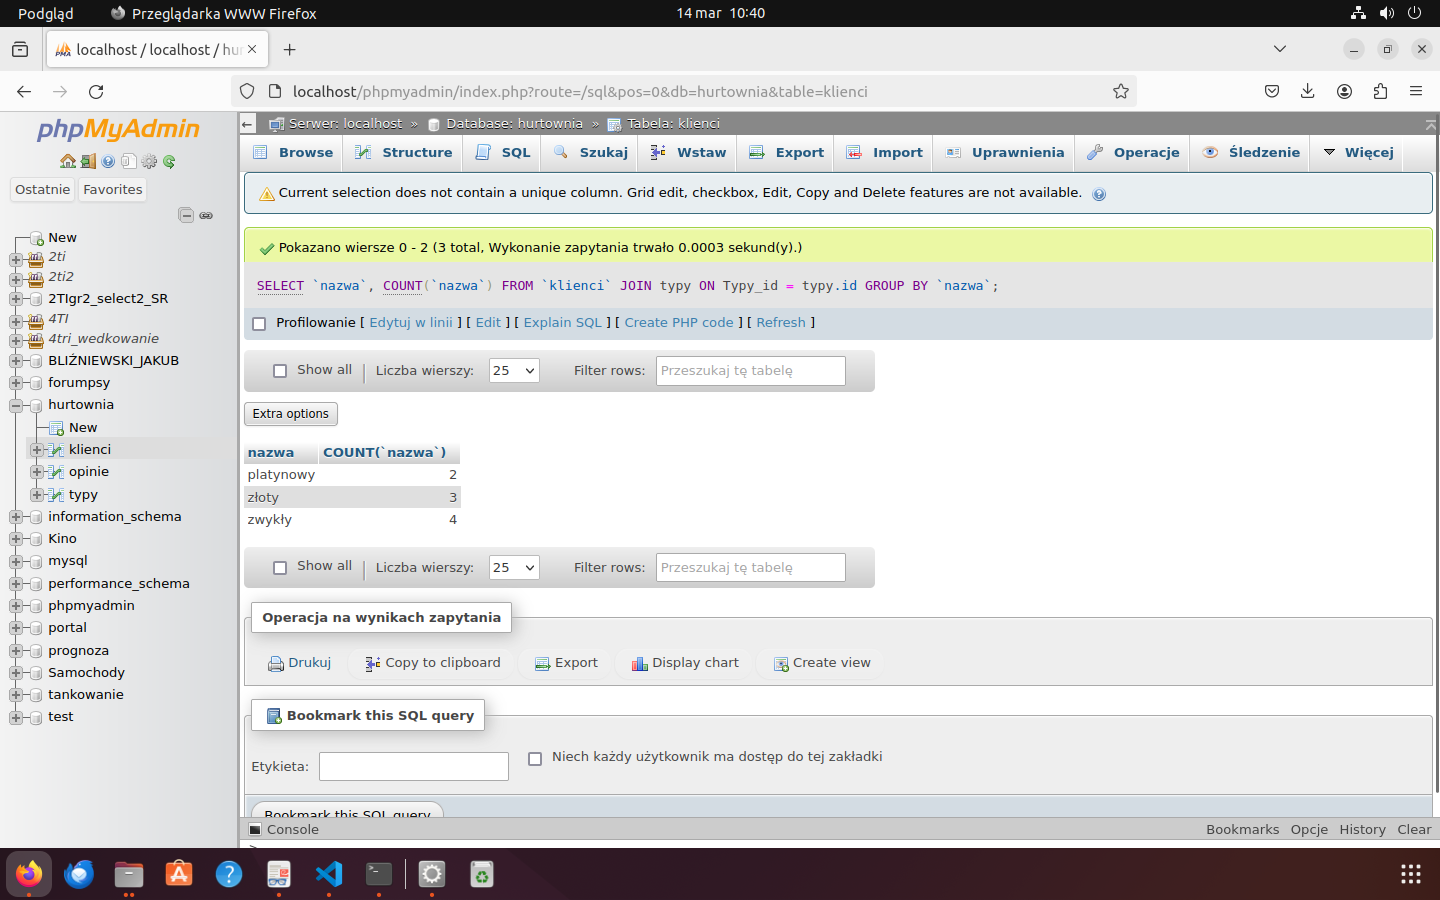 Podgląd
Przeglądarka WWW Firefox
14 mar 10:40
localhost / localhost / hur
localhost/phpmyadmin/index.php?route=/sql&pos=0&db=hurtownia&table=klienci
phpMyAdmin
Ostatnie
Favorites
New
2ti
2ti2
2TIgr2_select2_SR
4TI
4tri_wedkowanie
BLIŹNIEWSKI_JAKUB
forumpsy
hurtownia
New
klienci
opinie
typy
information_schema
Kino
mysql
performance_schema
phpmyadmin
portal
prognoza
Samochody
tankowanie
test
Serwer: localhost » Database: hurtownia » Tabela: klienci
Browse Structure SQL Szukaj Wstaw Export Import Uprawnienia Operacje Śledzenie Więcej
Current selection does not contain a unique column. Grid edit, checkbox, Edit, Copy and Delete features are not available.
Pokazano wiersze 0 - 2 (3 total, Wykonanie zapytania trwało 0.0003 sekund(y).)
SELECT `nazwa`, COUNT(`nazwa`) FROM `klienci` JOIN typy ON Typy_id = typy.id GROUP BY `nazwa`;
Profilowanie [ Edytuj w linii ] [ Edit ] [ Explain SQL ] [ Create PHP code ] [ Refresh ]
Show all | Liczba wierszy: 25 Filter rows: Przeszukaj tę tabelę
Extra options
nazwa COUNT(`nazwa`)
platynowy 2
złoty 3
zwykły 4
Show all | Liczba wierszy: 25 Filter rows: Przeszukaj tę tabelę
Operacja na wynikach zapytania
Drukuj Copy to clipboard Export Display chart Create view
Bookmark this SQL query
Etykieta: Niech każdy użytkownik ma dostęp do tej zakładki
Bookmark this SQL query
Console Bookmarks Opcje History Clear
>